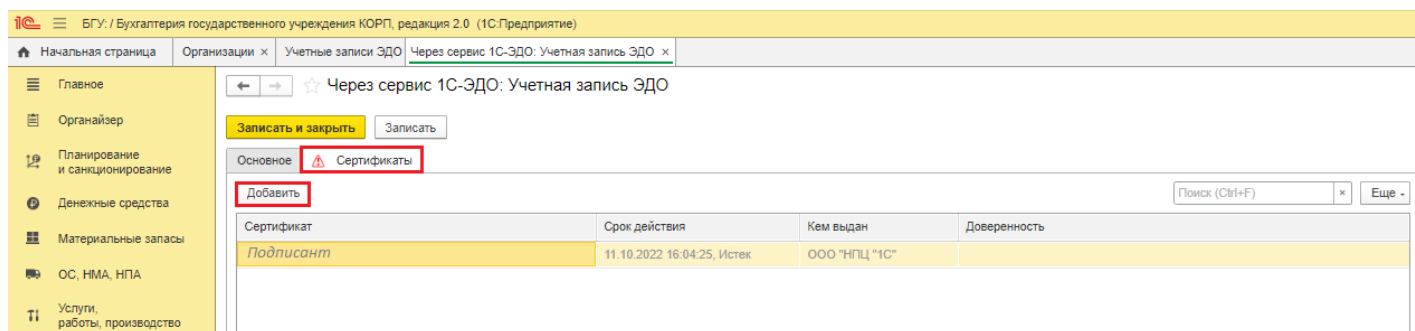 1С БГУ: / Бухгалтерия государственного учреждения КОРП, редакция 2.0 (1С:Предприятие)
Начальная страница Организации × Учетные записи ЭДО Через сервис 1С-ЭДО: Учетная запись ЭДО ×
Главное
Органайзер
Планирование
и санкционирование
Денежные средства
Материальные запасы
ОС, НМА, НПА
Услуги,
работы, производство
Через сервис 1С-ЭДО: Учетная запись ЭДО
Записать и закрыть Записать
Основное Сертификаты
Добавить Поиск (Ctrl+F) × Еще
Сертификат Срок действия Кем выдан Доверенность
Подписант 11.10.2022 16:04:25, Истек ООО "НПЦ "1С"